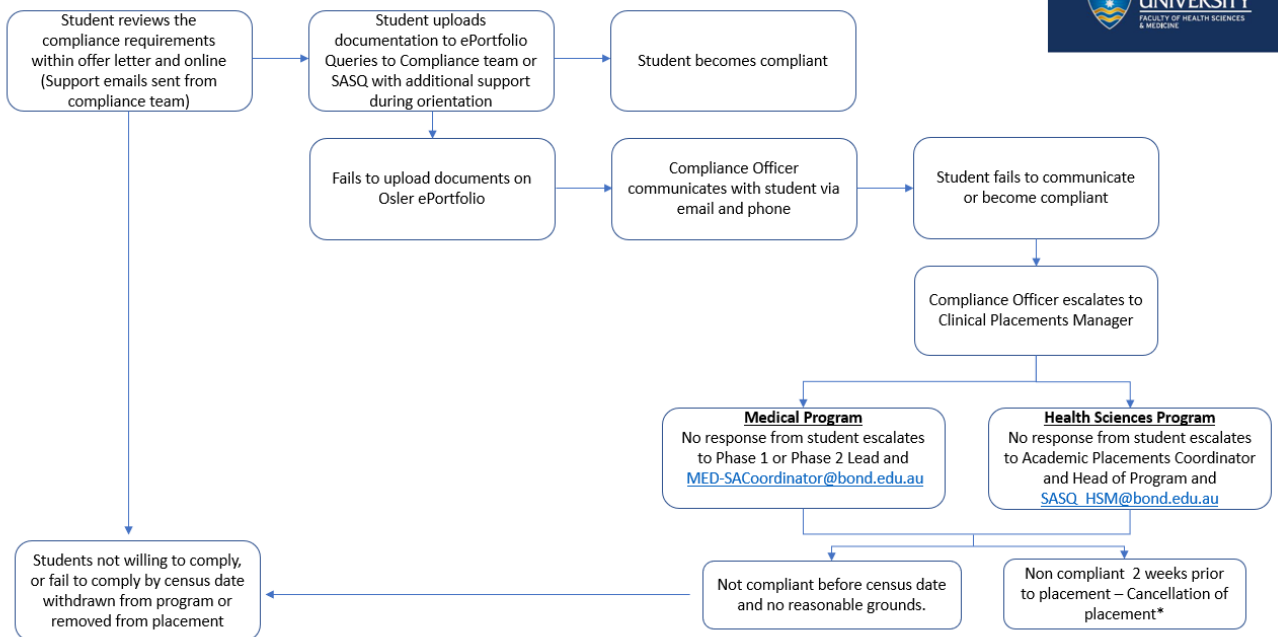 UNIVERSITY
FACULTY OF HEALTH SCIENCES
& MEDICINE
Student reviews the
compliance requirements
within offer letter and online
(Support emails sent from
compliance team)
Student uploads
documentation to ePortfolio
Queries to Compliance team or
SASQ with additional support
during orientation
Student becomes compliant
Fails to upload documents on
Osler ePortfolio
Compliance Officer
communicates with student via
email and phone
Student fails to communicate
or become compliant
Compliance Officer escalates to
Clinical Placements Manager
Medical Program
No response from student escalates
to Phase 1 or Phase 2 Lead and
MED-SACoordinator@bond.edu.au
Health Sciences Program
No response from student escalates
to Academic Placements Coordinator
and Head of Program and
SASQ_HSM@bond.edu.au
Students not willing to comply,
or fail to comply by census date
withdrawn from program or
removed from placement
Not compliant before census date
and no reasonable grounds.
Non compliant 2 weeks prior
to placement – Cancellation of
placement*